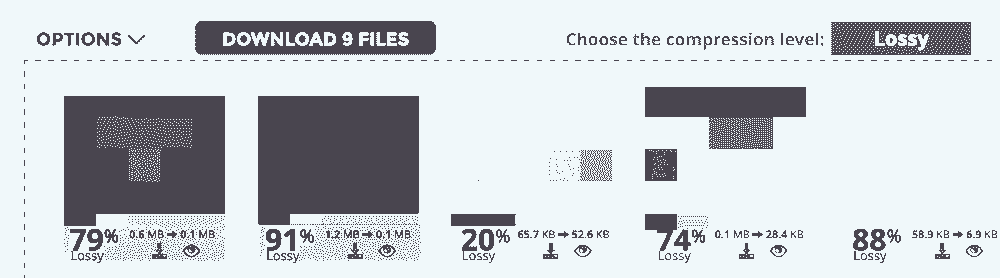 OPTIONS
DOWNLOAD 9 FILES
Choose the compression level: Lossy
79% 0.6 MB → 0.1 MB
Lossy
91% 1.2 MB → 0.1 MB
Lossy
20% 65.7 KB → 52.6 KB
Lossy
74% 0.1 MB → 28.4 KB
Lossy
88% 58.9 KB → 6.9 KB
Lossy